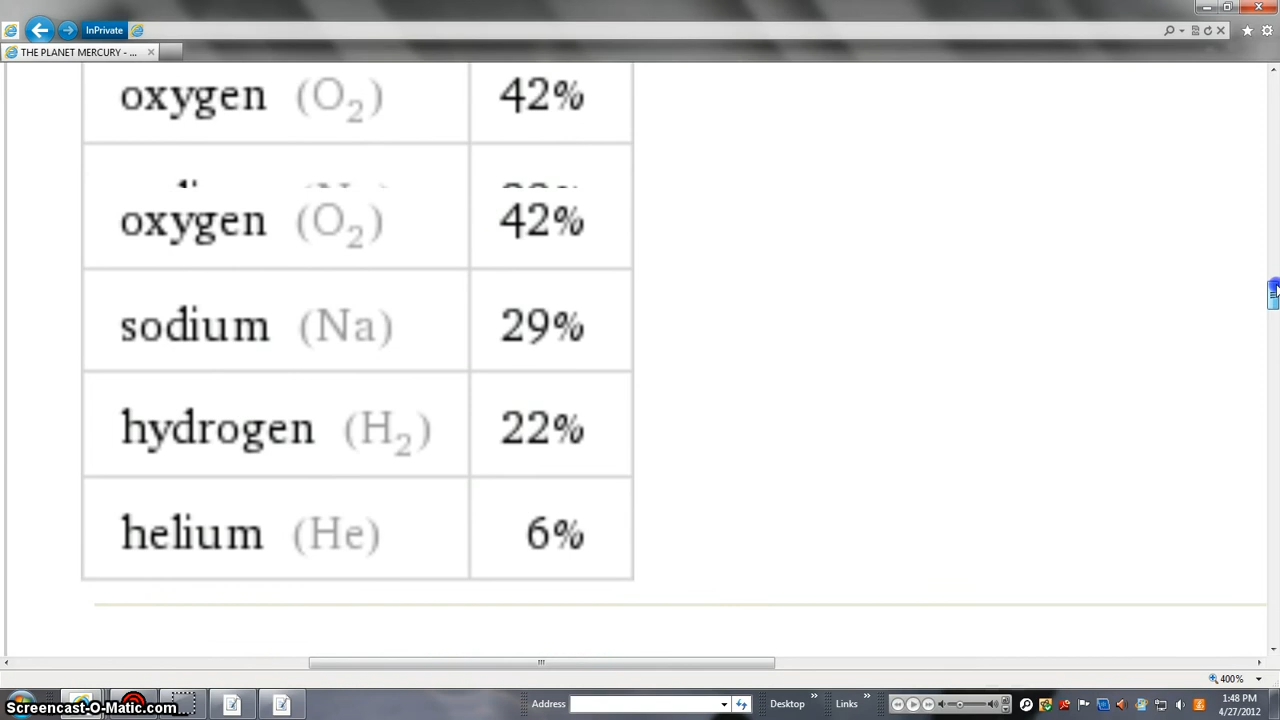 InPrivate
THE PLANET MERCURY - ...
oxygen (O2) 42%
oxygen (O2) 42%
sodium (Na) 29%
hydrogen (H2) 22%
helium (He) 6%
400%
Address
Desktop
Links
1:48 PM
4/27/2012
Screencast-O-Matic.com